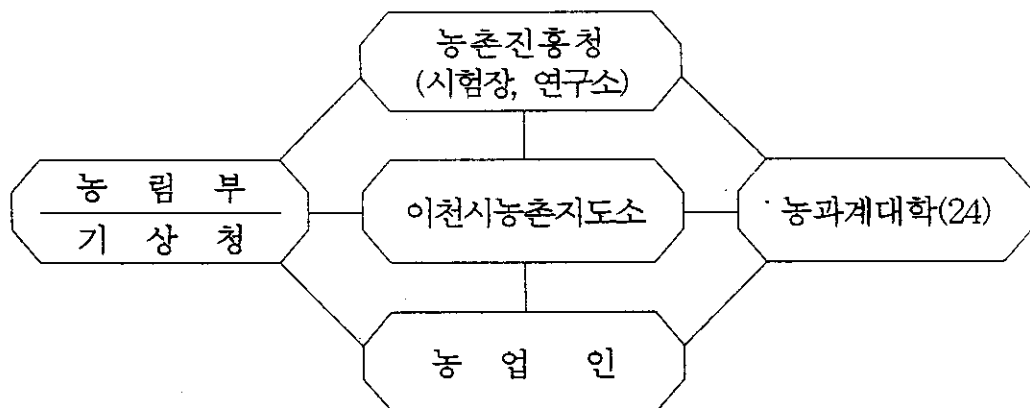 농촌진흥청
(시험장, 연구소)
농 림 부
기 상 청
이천시농촌지도소
농과계대학(24)
농 업 인